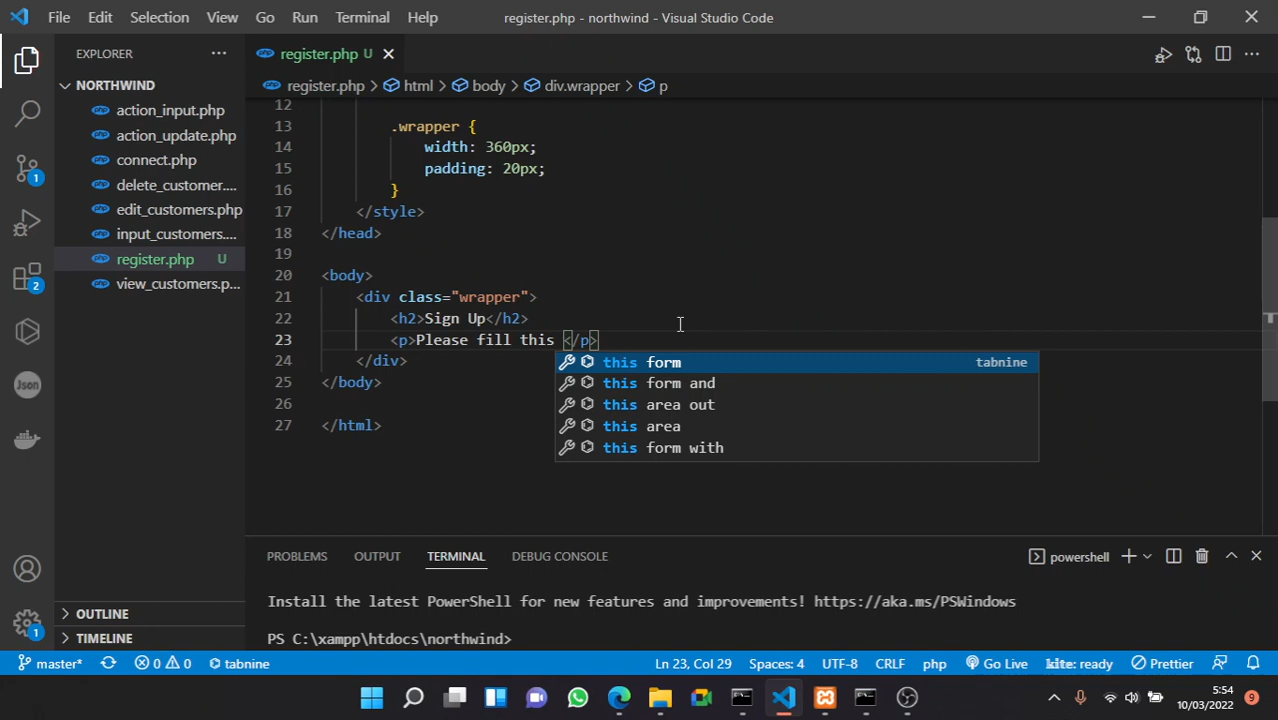 File Edit Selection View Go Run Terminal Help register.php - northwind - Visual Studio Code
EXPLORER
register.php U
NORTHWIND
register.php > html > body > div.wrapper > p
action_input.php
action_update.php
connect.php
delete_customer....
edit_customers.php
input_customers....
register.php U
view_customers.p...
12
13 .wrapper {
14 width: 360px;
15 padding: 20px;
16 }
17 </style>
18 </head>
19
20 <body>
21 <div class="wrapper">
22 <h2>Sign Up</h2>
23 <p>Please fill this </p>
24 </div>
25 </body>
26
27 </html>
this form tabnine
this form and
this area out
this area
this form with
1
2
Json
1
PROBLEMS OUTPUT TERMINAL DEBUG CONSOLE powershell
Install the latest PowerShell for new features and improvements! https://aka.ms/PSWindows
PS C:\xampp\htdocs\northwind>
OUTLINE
TIMELINE
master* 0 0 tabnine Ln 23, Col 29 Spaces: 4 UTF-8 CRLF php Go Live kite: ready Prettier
5:54
10/03/2022
9